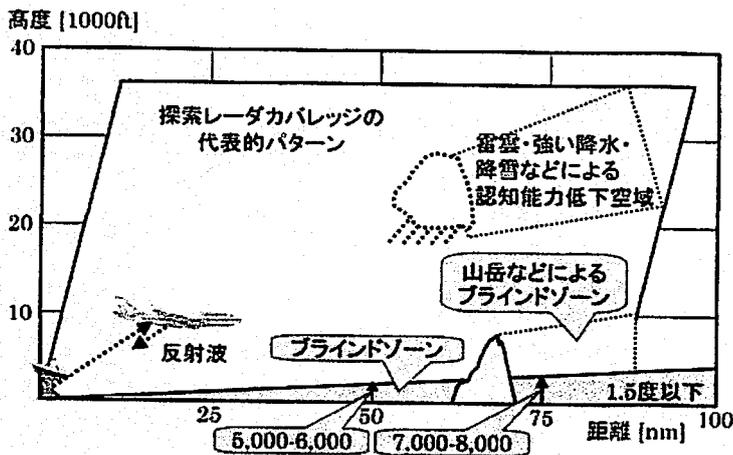 高度 [1000ft]
40
30
20
10
探索レーダカバレッジの
代表的パターン
雷雲・強い降水・
降雪などによる
認知能力低下空域
山岳などによる
ブラインドゾーン
反射波
ブラインドゾーン
1.5度以下
25
50
75
100
5,000-6,000
7,000-8,000
距離 [nm]